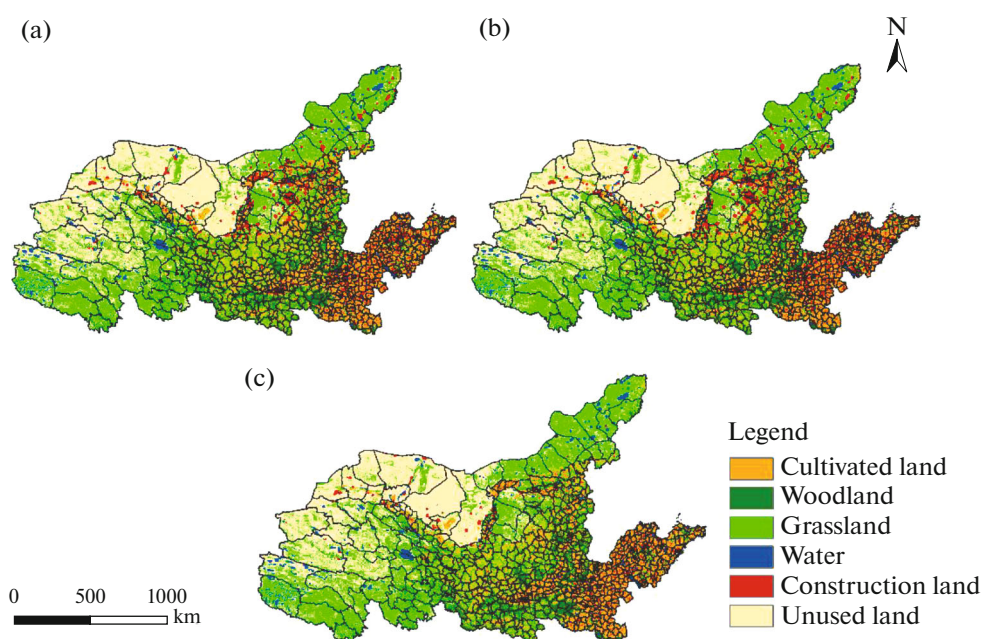 (a)
(b)
N
(c)
Legend
Cultivated land
Woodland
Grassland
Water
Construction land
Unused land
0 500 1000
km